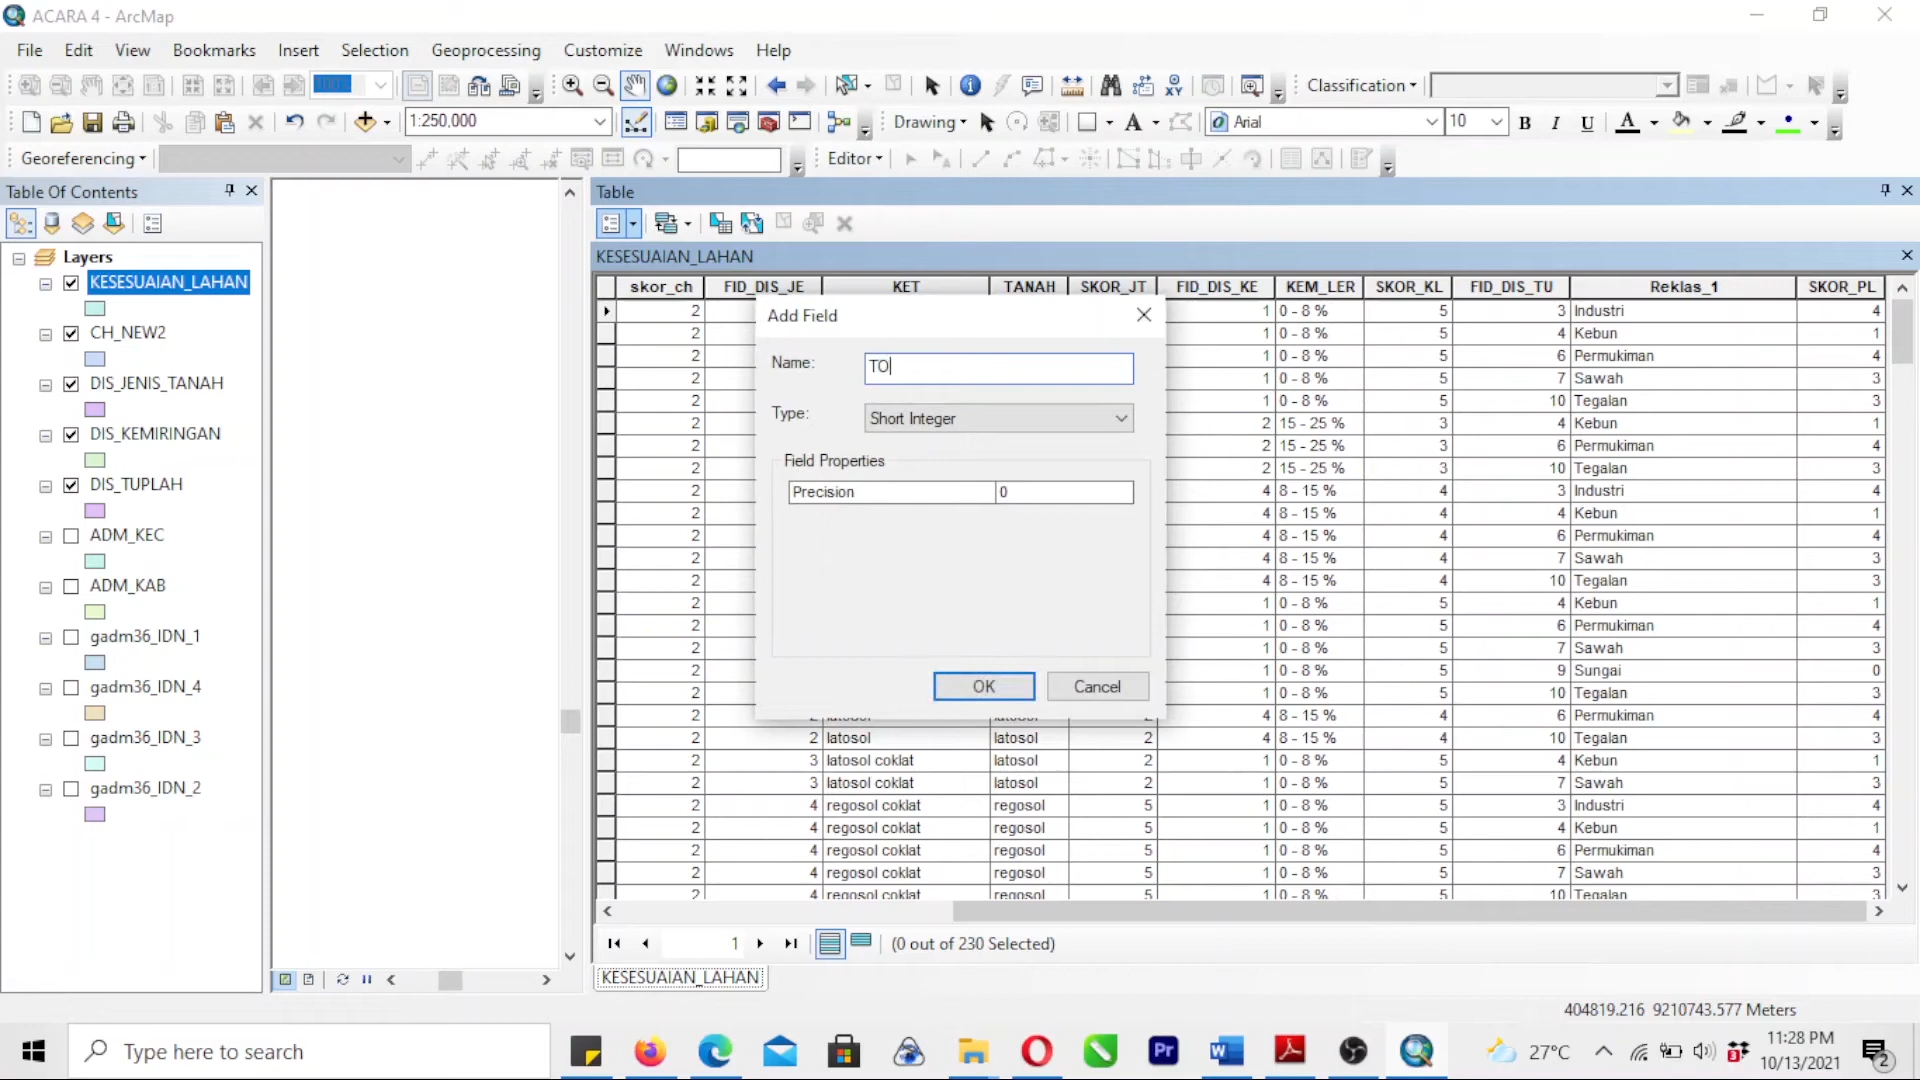 ACARA 4 - ArcMap
File Edit View Bookmarks Insert Selection Geoprocessing Customize Windows Help
Classification
1:250,000
Drawing
Arial
10
B I U A
Georeferencing
Editor
Table Of Contents
Table
KESESUAIAN_LAHAN
Layers
KESESUAIAN_LAHAN
CH_NEW2
DIS_JENIS_TANAH
DIS_KEMIRINGAN
DIS_TUPLAH
ADM_KEC
ADM_KAB
gadm36_IDN_1
gadm36_IDN_4
gadm36_IDN_3
gadm36_IDN_2
skor_ch FID_DIS_JE KET TANAH SKOR_JT FID_DIS_KE KEM_LER SKOR_KL FID_DIS_TU Reklas_1 SKOR_PL
2 1 0 - 8 % 5 3 Industri 4
2 1 0 - 8 % 5 4 Kebun 1
2 1 0 - 8 % 5 6 Permukiman 4
2 1 0 - 8 % 5 7 Sawah 3
2 1 0 - 8 % 5 10 Tegalan 3
2 2 15 - 25 % 3 4 Kebun 1
2 2 15 - 25 % 3 6 Permukiman 4
2 2 15 - 25 % 3 10 Tegalan 3
2 4 8 - 15 % 4 3 Industri 4
2 4 8 - 15 % 4 4 Kebun 1
2 4 8 - 15 % 4 6 Permukiman 4
2 4 8 - 15 % 4 7 Sawah 3
2 4 8 - 15 % 4 10 Tegalan 3
2 1 0 - 8 % 5 4 Kebun 1
2 1 0 - 8 % 5 6 Permukiman 4
2 1 0 - 8 % 5 7 Sawah 3
2 1 0 - 8 % 5 9 Sungai 0
2 1 0 - 8 % 5 10 Tegalan 3
2 4 8 - 15 % 4 6 Permukiman 4
2 2 latosol latosol 2 4 8 - 15 % 4 10 Tegalan 3
2 3 latosol coklat latosol 2 1 0 - 8 % 5 4 Kebun 1
2 3 latosol coklat latosol 2 1 0 - 8 % 5 7 Sawah 3
2 4 regosol coklat regosol 5 1 0 - 8 % 5 3 Industri 4
2 4 regosol coklat regosol 5 1 0 - 8 % 5 4 Kebun 1
2 4 regosol coklat regosol 5 1 0 - 8 % 5 6 Permukiman 4
2 4 regosol coklat regosol 5 1 0 - 8 % 5 7 Sawah 3
2 4 regosol coklat regosol 5 1 0 - 8 % 5 10 Tegalan 3
Add Field
Name: TO
Type: Short Integer
Field Properties
Precision 0
OK Cancel
1 (0 out of 230 Selected)
KESESUAIAN_LAHAN
404819.216 9210743.577 Meters
Type here to search
Pr
27°C
11:28 PM
10/13/2021
2